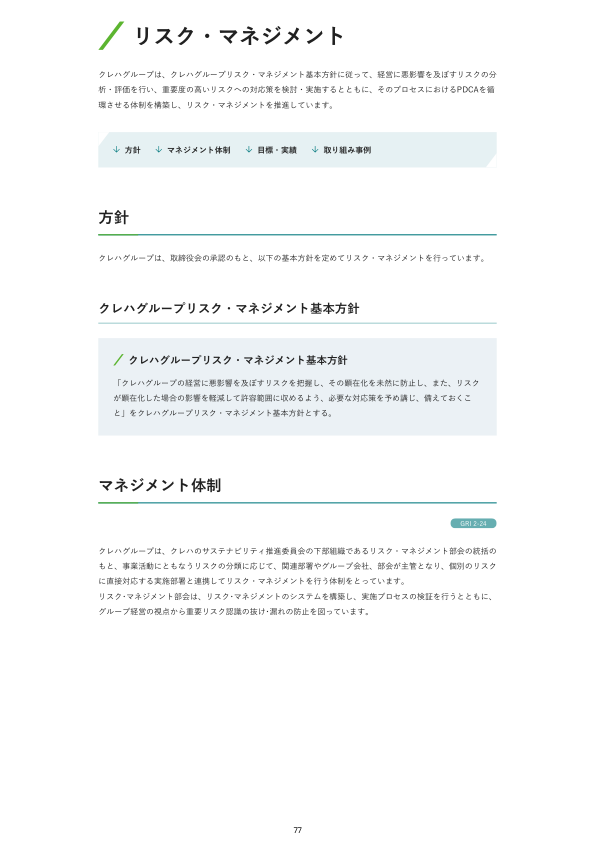 リスク・マネジメント
クレハグループは、クレハグループリスク・マネジメント基本方針に従って、経営に悪影響を及ぼすリスクの分
析・評価を行い、重要度の高いリスクへの対応策を検討・実施するとともに、そのプロセスにおけるPDCAを循
環させる体制を構築し、リスク・マネジメントを推進しています。
↓ 方針 ↓ マネジメント体制 ↓ 目標・実績 ↓ 取り組み事例
方針
クレハグループは、取締役会の承認のもと、以下の基本方針を定めてリスク・マネジメントを行っています。
クレハグループリスク・マネジメント基本方針
クレハグループリスク・マネジメント基本方針
「クレハグループの経営に悪影響を及ぼすリスクを把握し、その顕在化を未然に防止し、また、リスク
が顕在化した場合の影響を軽減して許容範囲に収めるよう、必要な対応策を予め講じ、備えておくこ
と」をクレハグループリスク・マネジメント基本方針とする。
マネジメント体制
GRI 2-24
クレハグループは、クレハのサステナビリティ推進委員会の下部組織であるリスク・マネジメント部会の統括の
もと、事業活動にともなうリスクの分類に応じて、関連部署やグループ会社、部会が主管となり、個別のリスク
に直接対応する実施部署と連携してリスク・マネジメントを行う体制をとっています。
リスク･マネジメント部会は、リスク･マネジメントのシステムを構築し、実施プロセスの検証を行うとともに、
グループ経営の視点から重要リスク認識の抜け･漏れの防止を図っています。
77